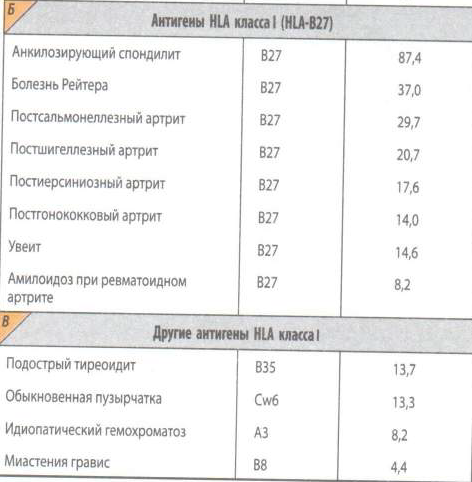 Б Антигены HLA класса I (HLA-B27)
Анкилозирующий спондилит B27 87,4
Болезнь Рейтера B27 37,0
Постсальмонеллезный артрит B27 29,7
Постшигеллезный артрит B27 20,7
Постиерсиниозный артрит B27 17,6
Постгонококковый артрит B27 14,0
Увеит B27 14,6
Амилоидоз при ревматоидном B27 8,2
артрите
В Другие антигены HLA класса I
Подострый тиреоидит B35 13,7
Обыкновенная пузырчатка Cw6 13,3
Идиопатический гемохроматоз A3 8,2
Миастения гравис B8 4,4